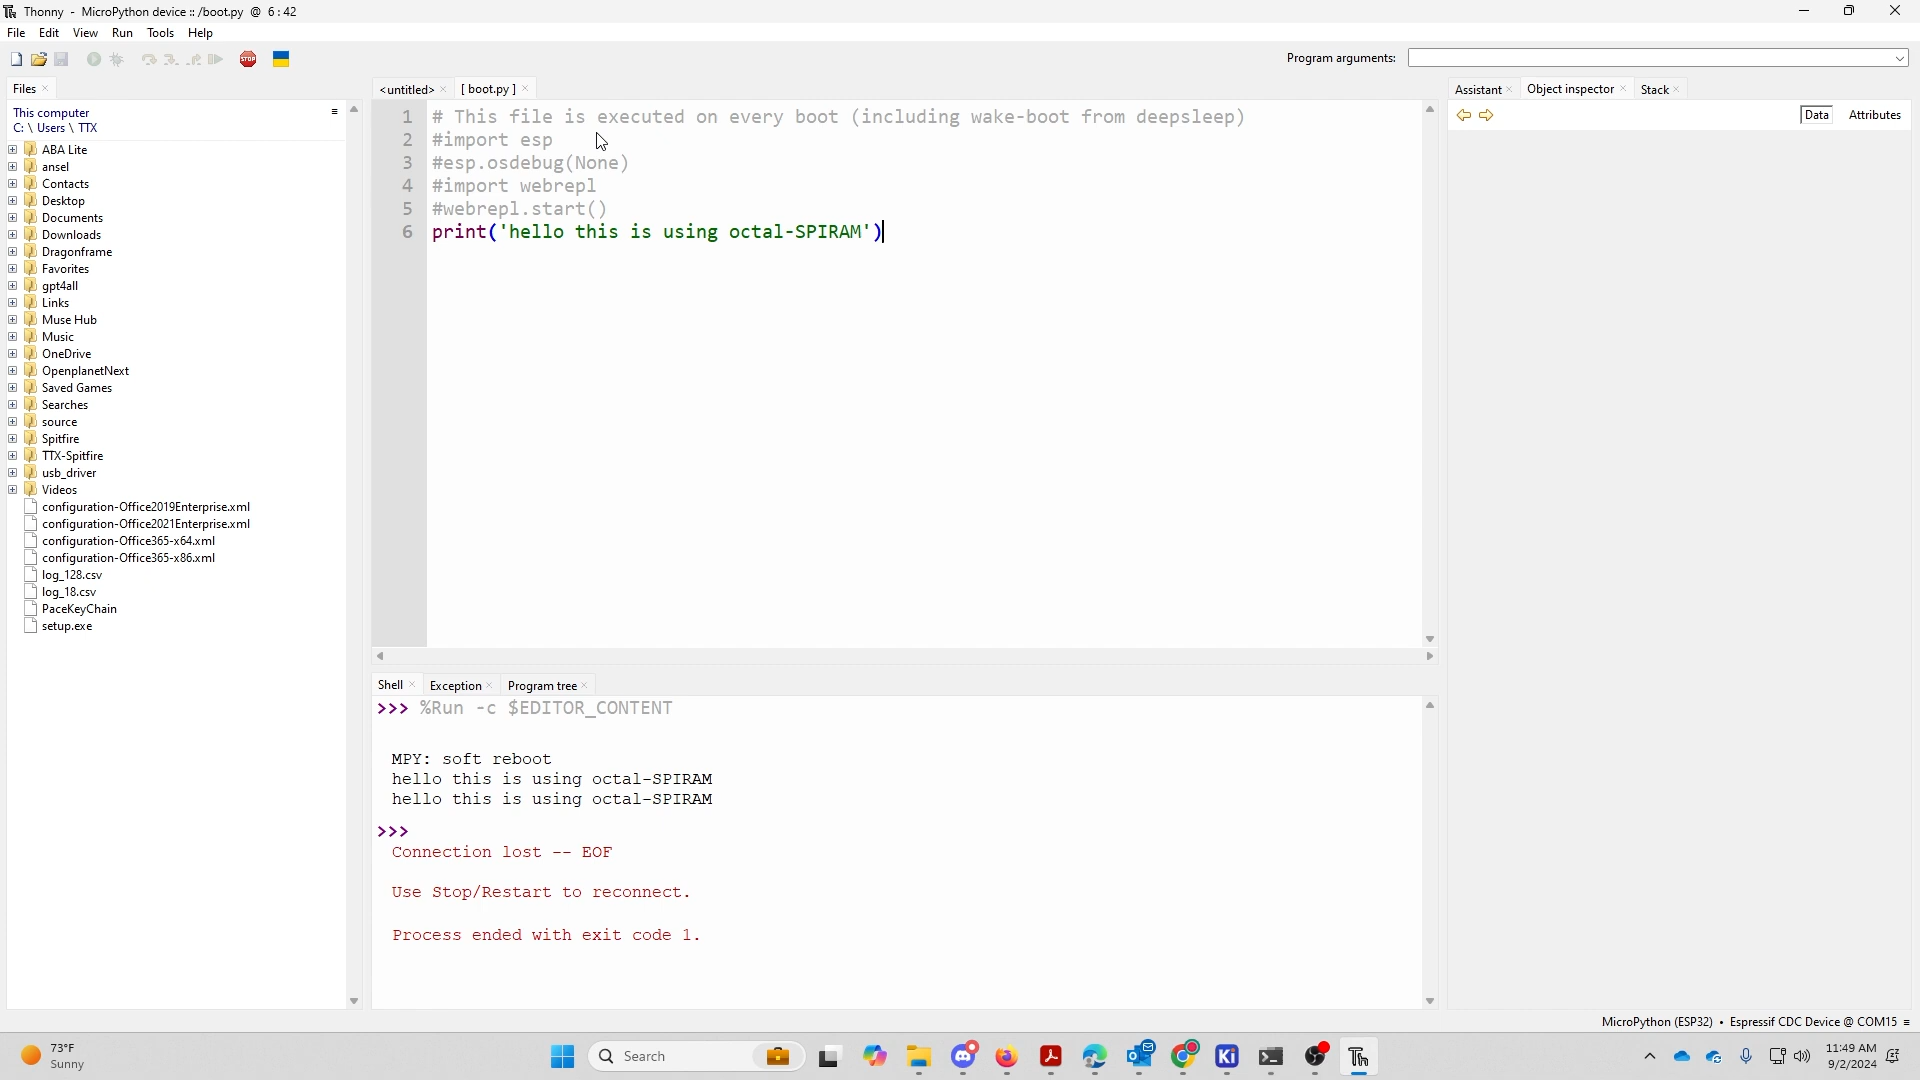 Thonny - MicroPython device :: /boot.py @ 6:42
File Edit View Run Tools Help
STOP
Program arguments:
Files
This computer
C: \ Users \ TTX
ABA Lite
ansel
Contacts
Desktop
Documents
Downloads
Dragonframe
Favorites
gpt4all
Links
Muse Hub
Music
OneDrive
OpenplanetNext
Saved Games
Searches
source
Spitfire
TTX-Spitfire
usb_driver
Videos
configuration-Office2019Enterprise.xml
configuration-Office2021Enterprise.xml
configuration-Office365-x64.xml
configuration-Office365-x86.xml
log_128.csv
log_18.csv
PaceKeyChain
setup.exe
<untitled> [ boot.py ]
1 # This file is executed on every boot (including wake-boot from deepsleep)
2 #import esp
3 #esp.osdebug(None)
4 #import webrepl
5 #webrepl.start()
6 print('hello this is using octal-SPIRAM')
Shell Exception Program tree
>>> %Run -c $EDITOR_CONTENT
MPY: soft reboot
hello this is using octal-SPIRAM
hello this is using octal-SPIRAM
>>>
Connection lost -- EOF
Use Stop/Restart to reconnect.
Process ended with exit code 1.
Assistant Object inspector Stack
Data Attributes
MicroPython (ESP32) • Espressif CDC Device @ COM15 ≡
73°F
Sunny
Search
Ki
Th
11:49 AM
9/2/2024